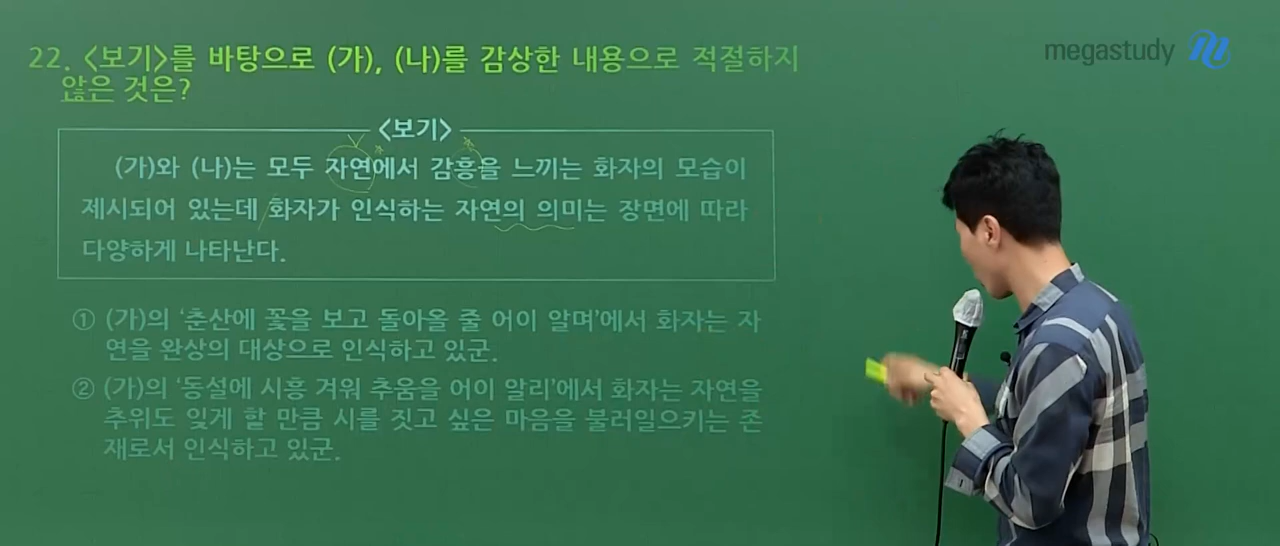 megastudy
22. <보기>를 바탕으로 (가), (나)를 감상한 내용으로 적절하지
않은 것은?
<보기>
(가)와 (나)는 모두 자연에서 감흥을 느끼는 화자의 모습이
제시되어 있는데 화자가 인식하는 자연의 의미는 장면에 따라
다양하게 나타난다.
① (가)의 '춘산에 꽃을 보고 돌아올 줄 어이 알며'에서 화자는 자
연을 완상의 대상으로 인식하고 있군.
② (가)의 '동설에 시흥 겨워 추움을 어이 알리'에서 화자는 자연을
추위도 잊게 할 만큼 시를 짓고 싶은 마음을 불러일으키는 존
재로서 인식하고 있군.